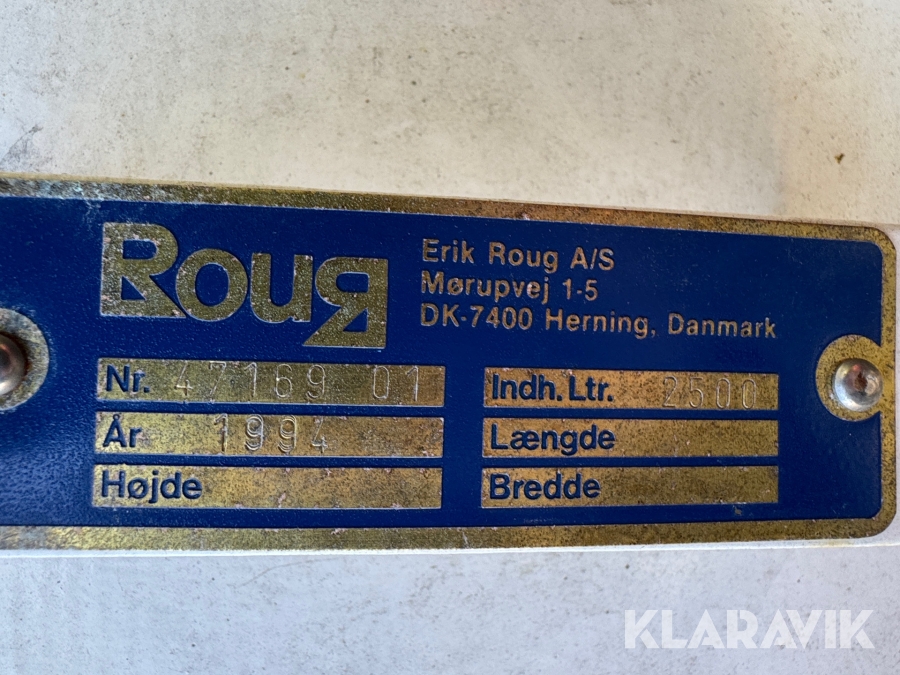 Roug
Erik Roug A/S
Mørupvej 1-5
DK-7400 Herning, Danmark
Nr. 47169 01
Indh. Ltr. 2500
År 1994
Længde
Højde
Bredde
KLARAVIK